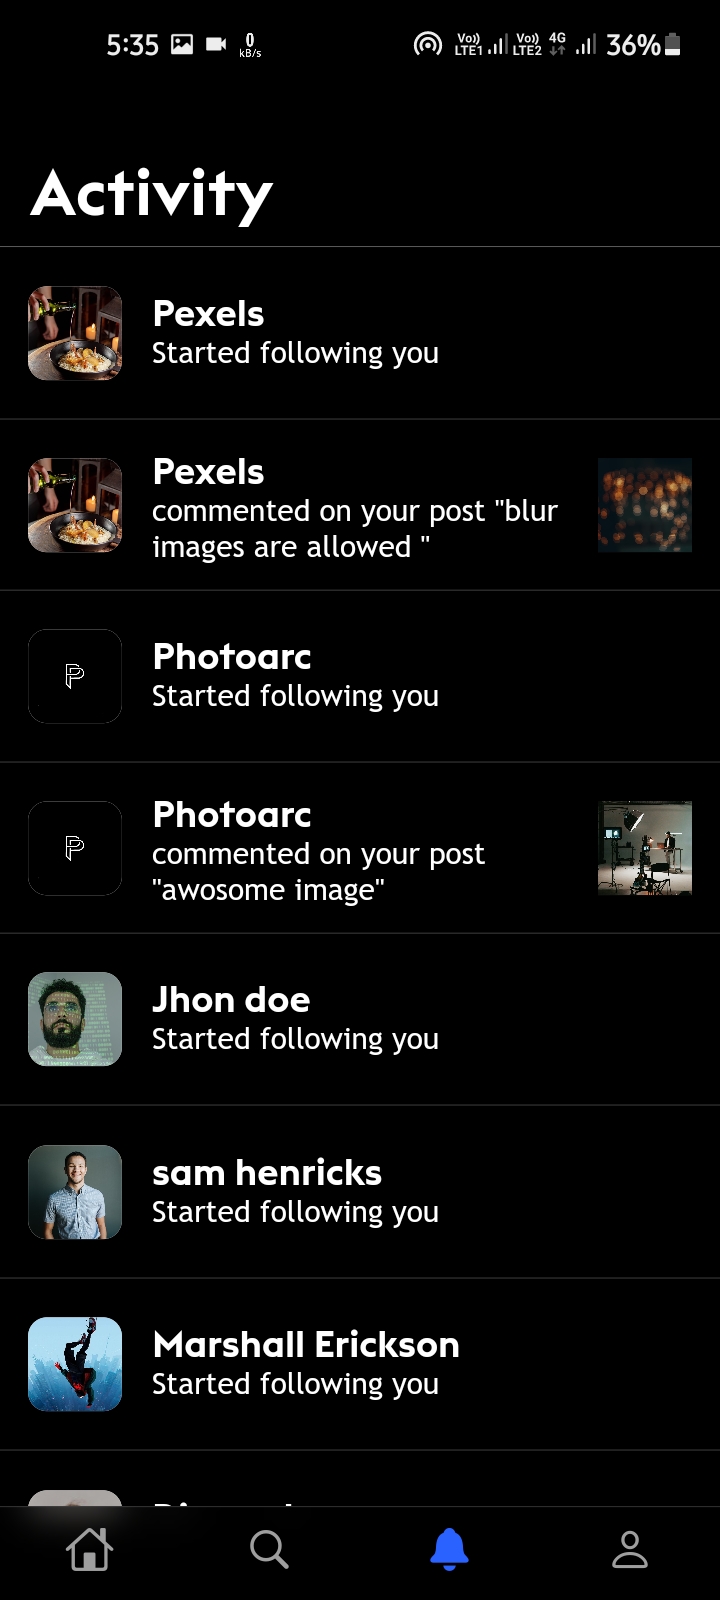 5:35 0 KB/s Vo)) LTE1 Vo)) LTE2 4G 36%
Activity
Pexels
Started following you
Pexels
commented on your post "blur
images are allowed "
Photoarc
Started following you
Photoarc
commented on your post
"awosome image"
Jhon doe
Started following you
sam henricks
Started following you
Marshall Erickson
Started following you